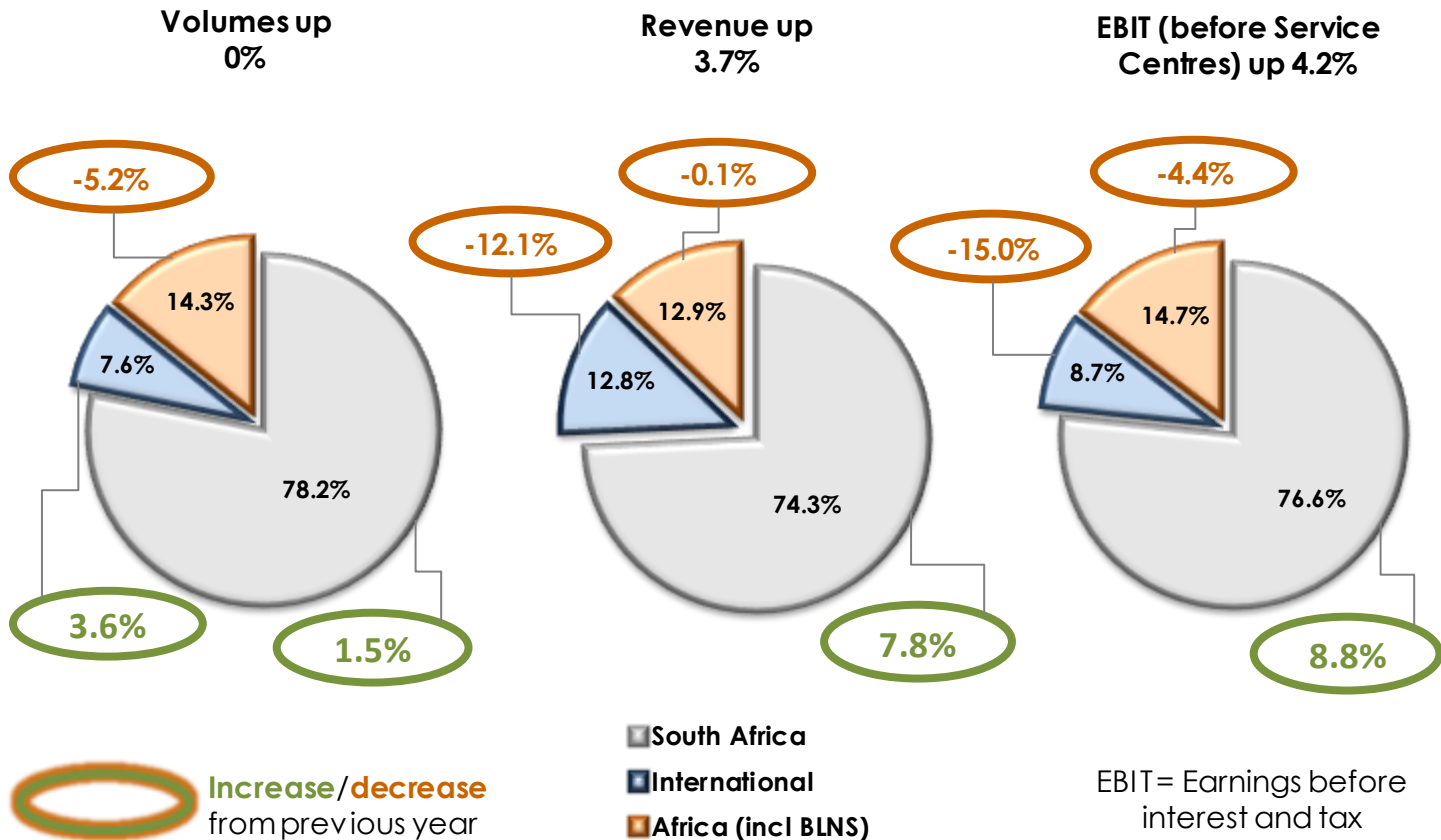 Volumes up
0%
Revenue up
3.7%
EBIT (before Service
Centres) up 4.2%
-5.2%
-0.1%
-4.4%
-12.1%
-15.0%
14.3%
7.6%
78.2%
12.9%
12.8%
74.3%
14.7%
8.7%
76.6%
3.6%
1.5%
7.8%
8.8%
Increase/decrease
from previous year
South Africa
International
Africa (incl BLNS)
EBIT = Earnings before
interest and tax